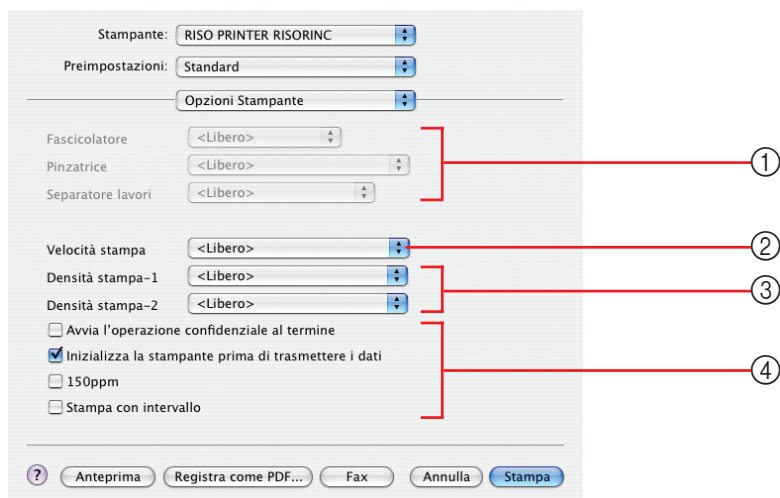 Stampante: RISO PRINTER RISORINC
Preimpostazioni: Standard
Opzioni Stampante
Fascicolatore <Libero>
Pinzatrice <Libero>
Separatore lavori <Libero>
①
Velocità stampa <Libero>
②
Densità stampa-1 <Libero>
Densità stampa-2 <Libero>
③
Avvia l'operazione confidenziale al termine
Inizializza la stampante prima di trasmettere i dati
150ppm
Stampa con intervallo
④
? Anteprima Registra come PDF... Fax Annulla Stampa